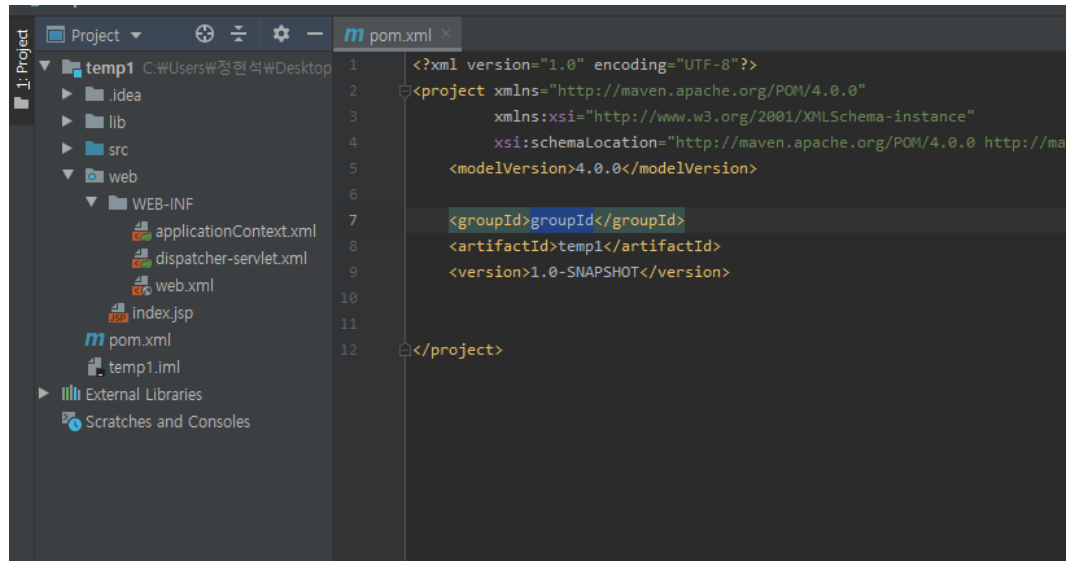 1: Project
Project
temp1 C:₩Users₩정현석₩Desktop
.idea
lib
src
web
WEB-INF
applicationContext.xml
dispatcher-servlet.xml
web.xml
index.jsp
pom.xml
temp1.iml
External Libraries
Scratches and Consoles
pom.xml
1 <?xml version="1.0" encoding="UTF-8"?>
2 <project xmlns="http://maven.apache.org/POM/4.0.0"
3 xmlns:xsi="http://www.w3.org/2001/XMLSchema-instance"
4 xsi:schemaLocation="http://maven.apache.org/POM/4.0.0 http://ma
5 <modelVersion>4.0.0</modelVersion>
6
7 <groupId>groupId</groupId>
8 <artifactId>temp1</artifactId>
9 <version>1.0-SNAPSHOT</version>
10
11
12 </project>